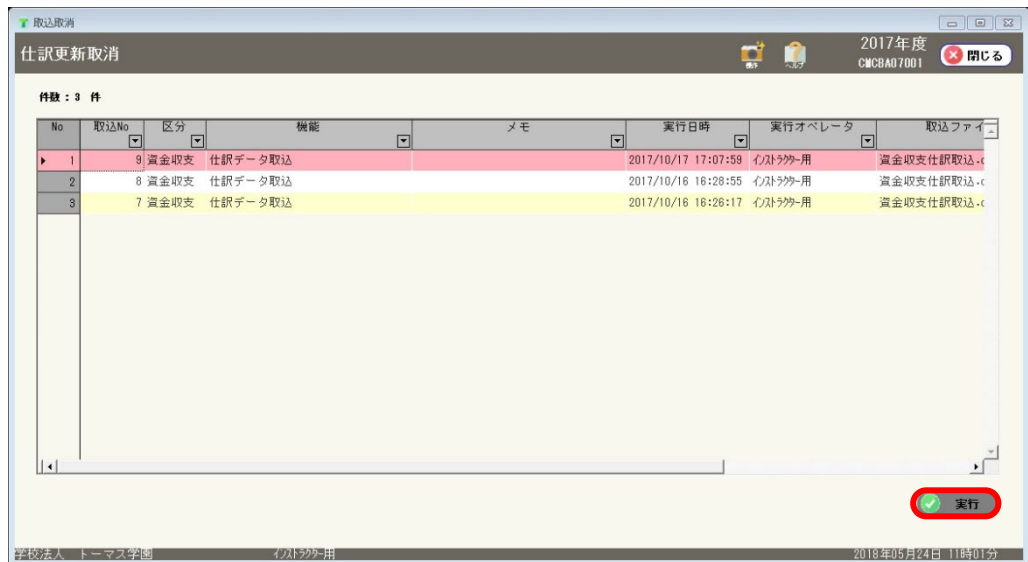 取込取消
仕訳更新取消
操作
ヘルプ
2017年度
CMCBA07001
閉じる
件数：3 件
No 取込No 区分 機能 メモ 実行日時 実行オペレータ 取込ファイ
1 9 資金収支 仕訳データ取込 2017/10/17 17:07:59 インストラクター用 資金収支仕訳取込.c
2 8 資金収支 仕訳データ取込 2017/10/16 16:28:55 インストラクター用 資金収支仕訳取込.c
3 7 資金収支 仕訳データ取込 2017/10/16 16:26:17 インストラクター用 資金収支仕訳取込.c
実行
学校法人 トーマス学園 インストラクター用 2018年05月24日 11時01分